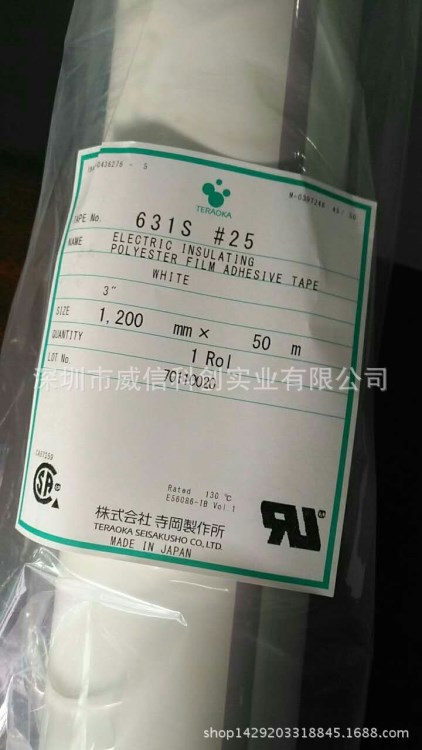 TERAOKA
TAPE No. 631S #25
NAME ELECTRIC INSULATING
POLYESTER FILM ADHESIVE TAPE
WHITE
3"
SIZE 1,200 mm × 50 m
QUANTITY 1 Rol
LOT No.
深圳市威信科创实业有限公司
Rated 130 ℃
E56086-1B Vol 1
株式会社 寺岡製作所
TERAOKA SEISAKUSHO CO., LTD.
MADE IN JAPAN
shop1429203318845.1688.com